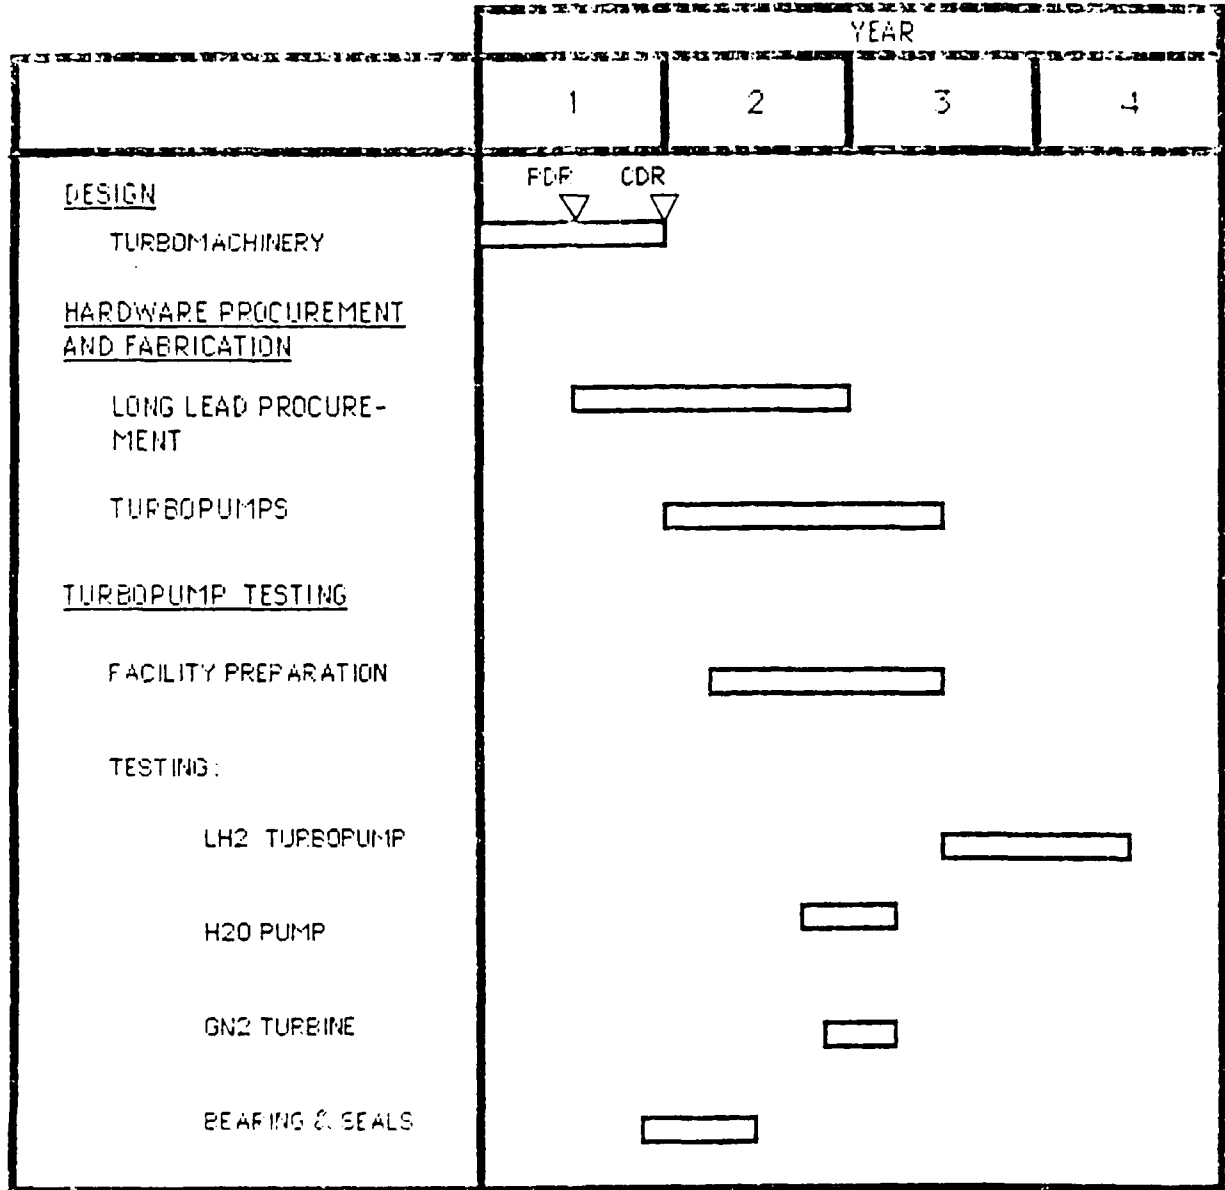 YEAR
1 2 3 4
PDR CDR
DESIGN
TURBOMACHINERY
HARDWARE PROCUREMENT
AND FABRICATION
LONG LEAD PROCURE-
MENT
TURBOPUMPS
TURBOPUMP TESTING
FACILITY PREPARATION
TESTING:
LH2 TURBOPUMP
H2O PUMP
GN2 TURBINE
BEARING & SEALS